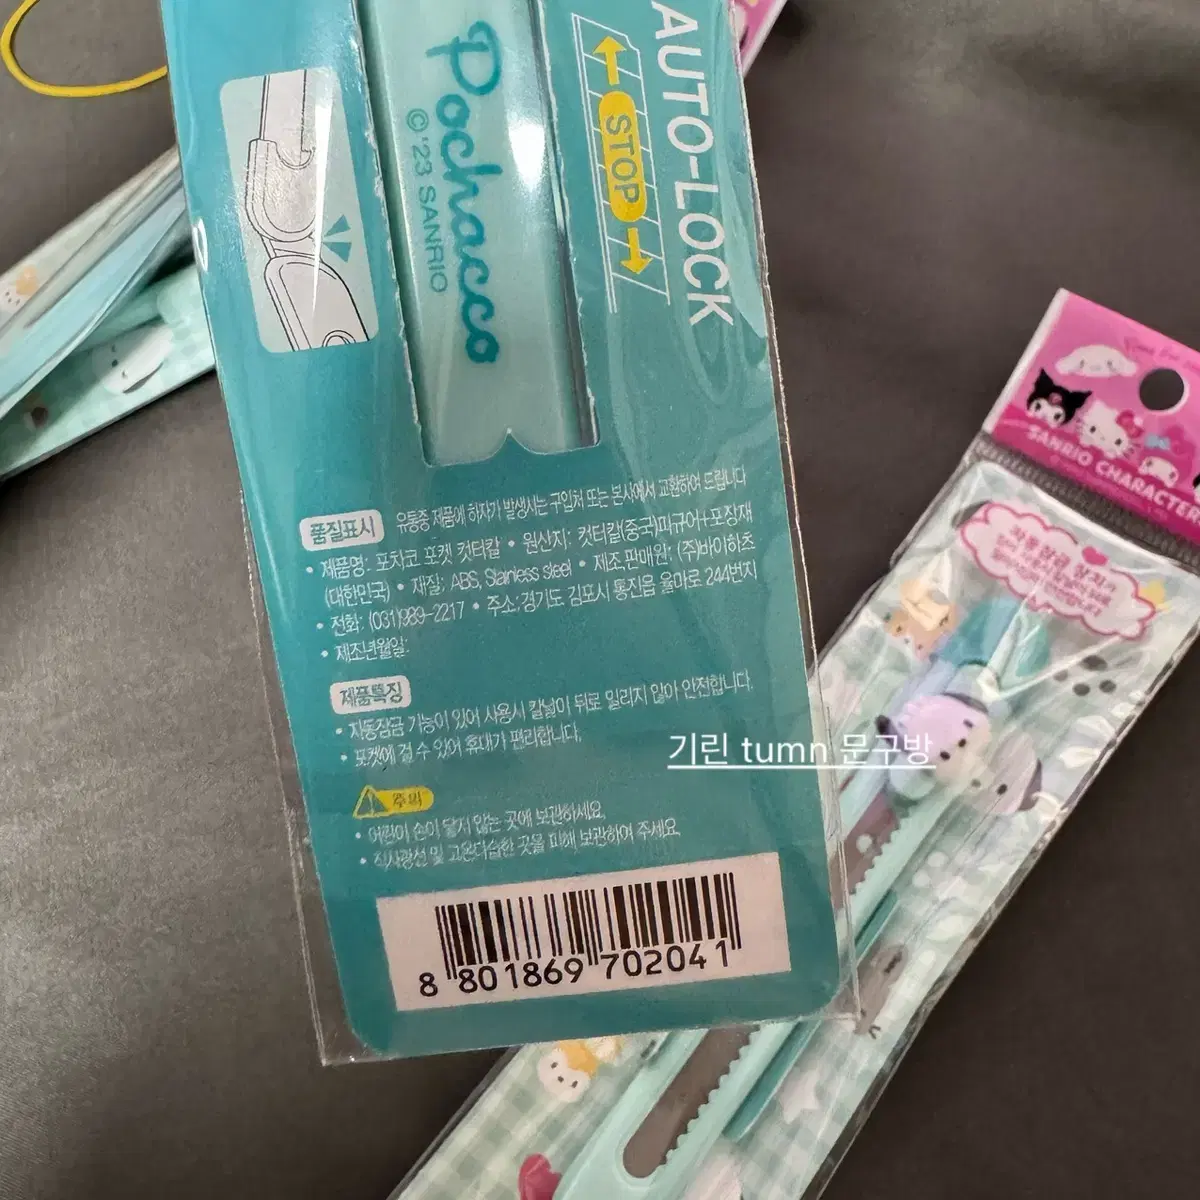 Pochacco
© '23 SANRIO
AUTO-LOCK
STOP
품질표시 유통중 제품에 하자가 발생시는 구입처 또는 본사에서 교환하여 드립니다
• 제품명: 포차코 포켓 컷터칼 • 원산지: 컷터칼(중국)피규어+포장재
(대한민국) • 재질: ABS, Stainless steel • 제조.판매원: (주)바이하츠
• 전화: (031)989-2217 • 주소:경기도 김포시 통진읍 율마로 244번지
• 제조년월일:
제품특징
• 자동잠금 기능이 있어 사용시 칼날이 뒤로 밀리지 않아 안전합니다.
• 포켓에 걸 수 있어 휴대가 편리합니다.
주의
• 어린이 손이 닿지 않는 곳에 보관하세요.
• 직사광선 및 고온다습한 곳을 피해 보관하여 주세요.
8 801869 702041
기린 tumn 문구방
SANRIO CHARACTER
자동잠금 장치가